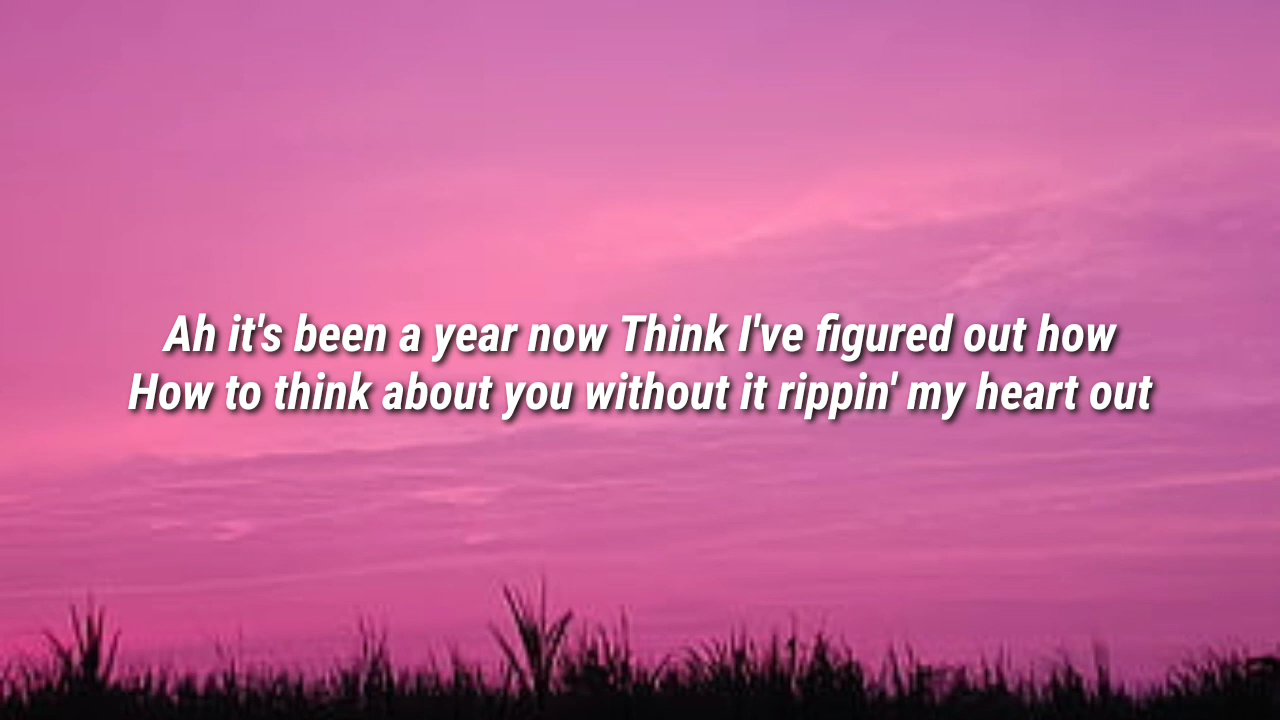 Ah it's been a year now Think I've figured out how
How to think about you without it rippin' my heart out